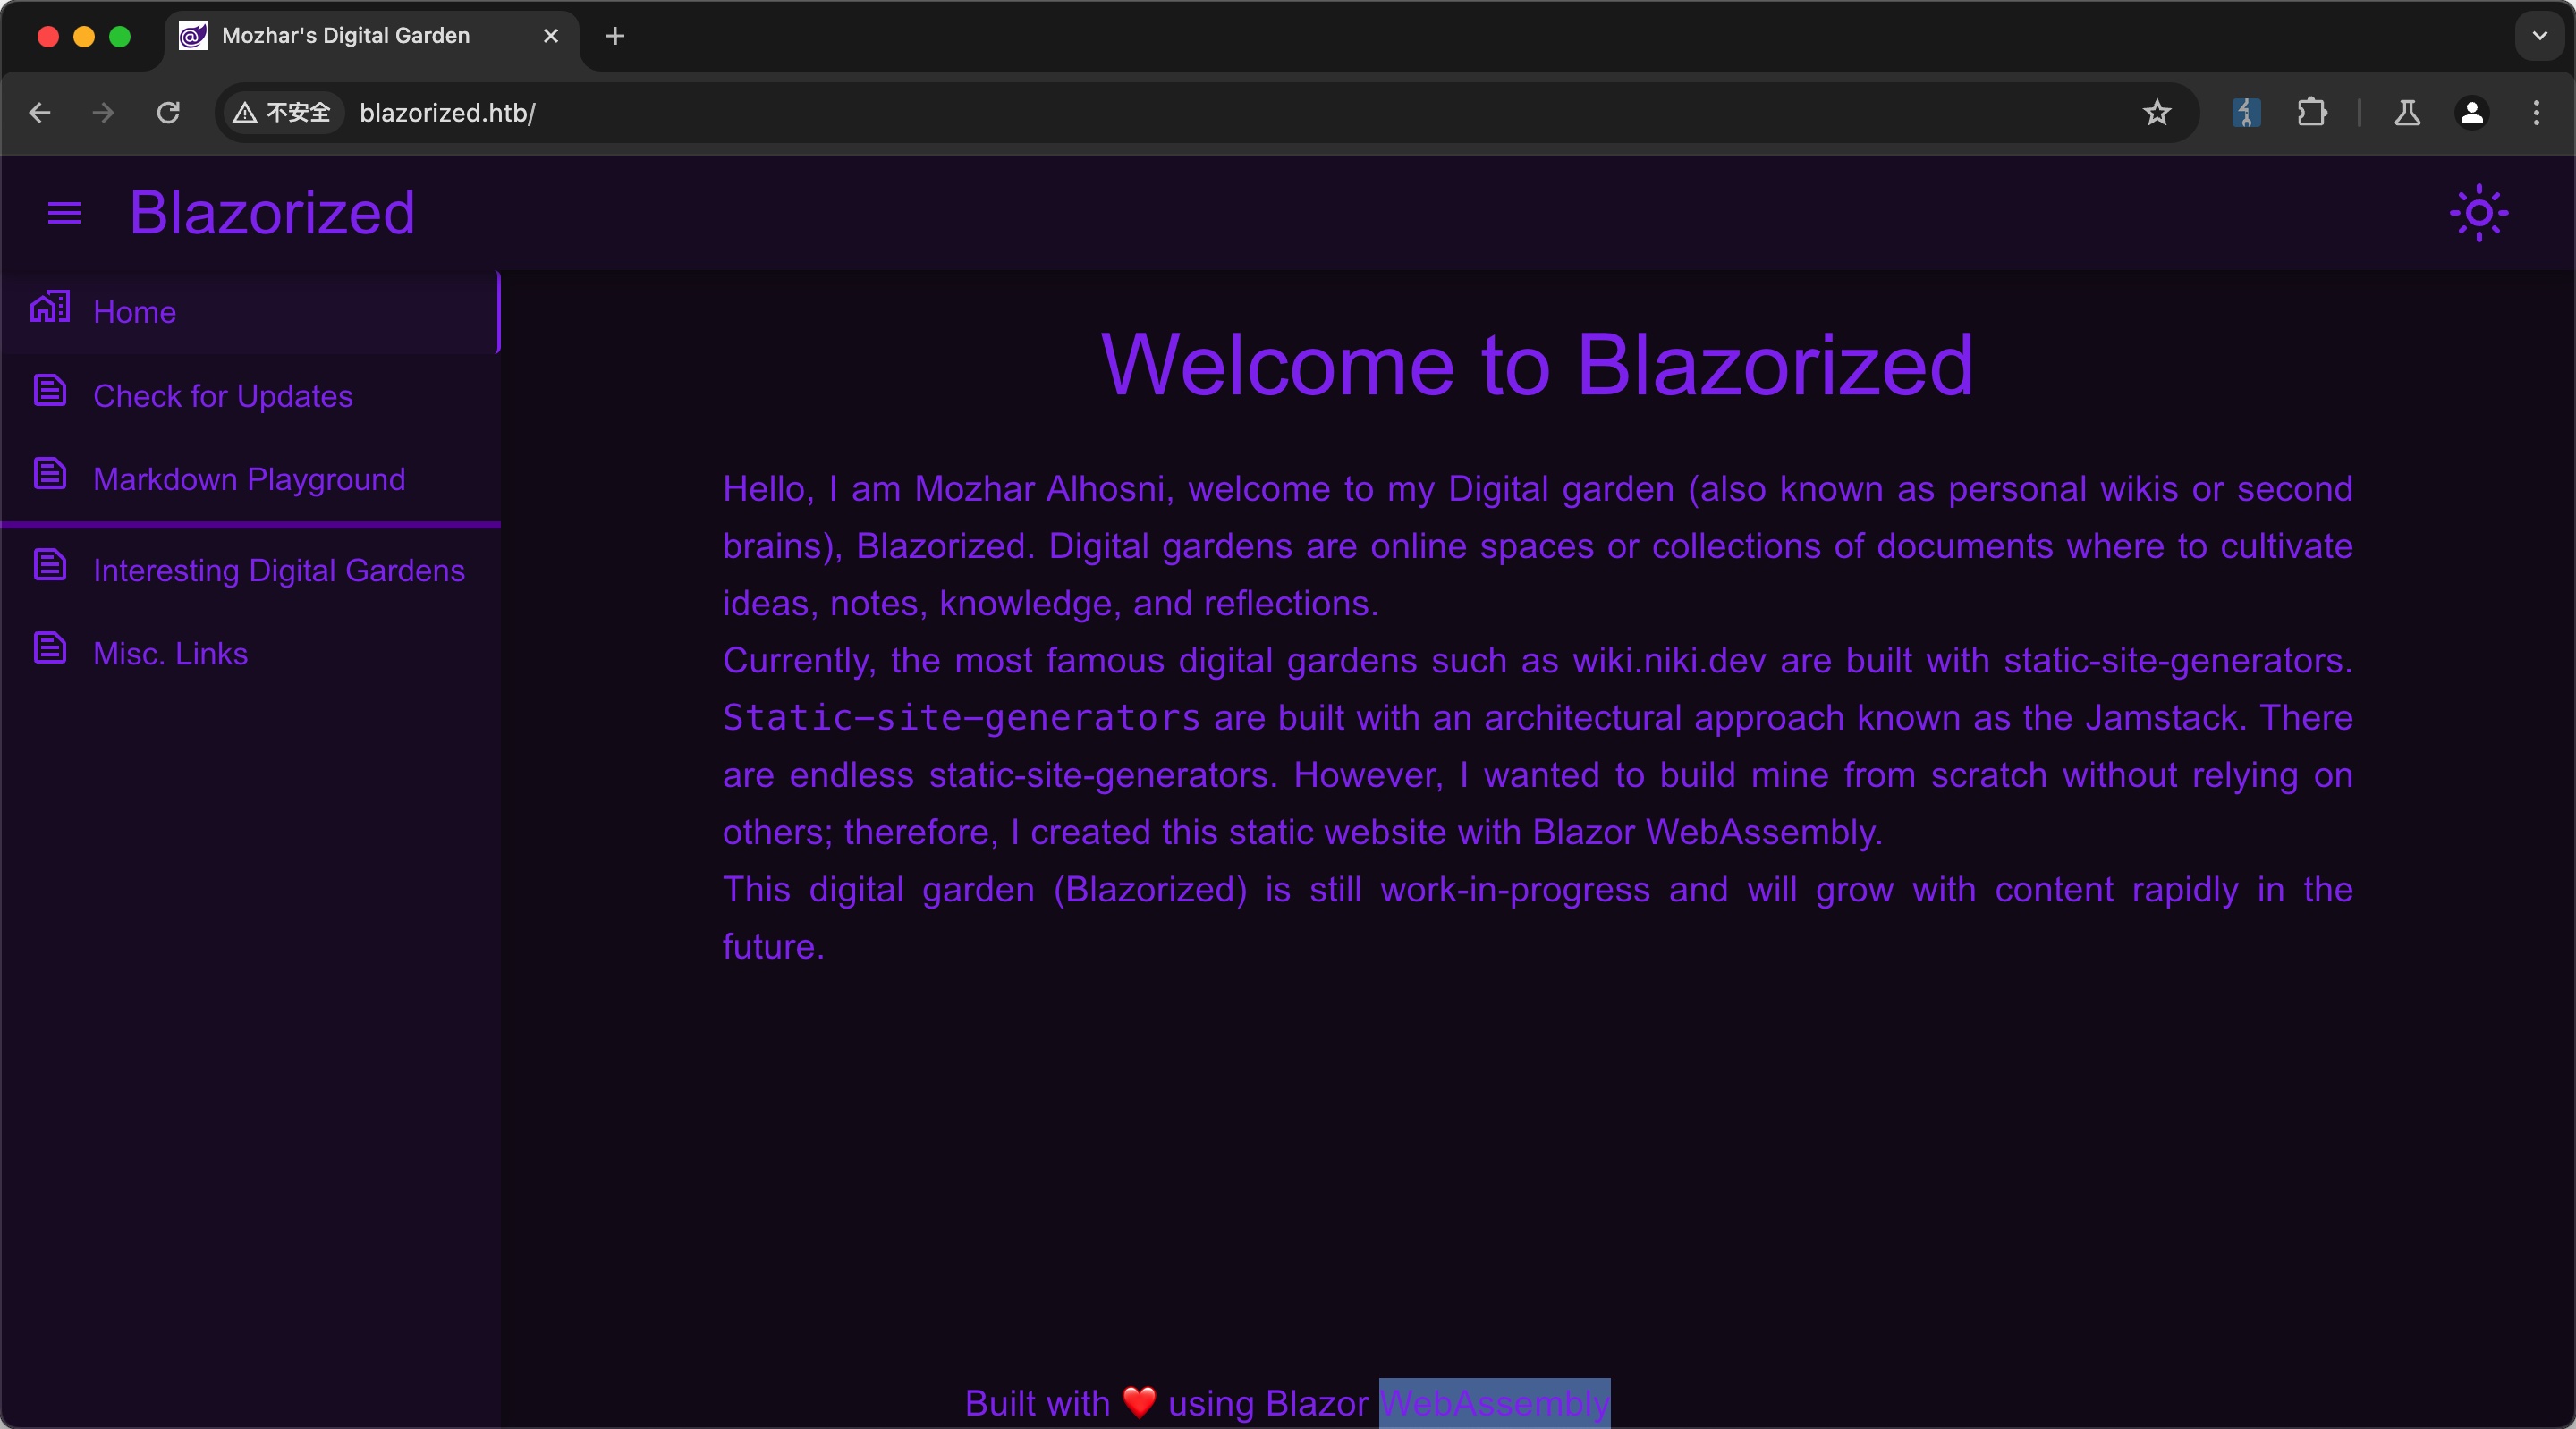 Mozhar's Digital Garden
不安全
blazorized.htb/
Blazorized
Home
Check for Updates
Markdown Playground
Interesting Digital Gardens
Misc. Links
Welcome to Blazorized
Hello, I am Mozhar Alhosni, welcome to my Digital garden (also known as personal wikis or second
brains), Blazorized. Digital gardens are online spaces or collections of documents where to cultivate
ideas, notes, knowledge, and reflections.
Currently, the most famous digital gardens such as wiki.niki.dev are built with static-site-generators.
Static-site-generators are built with an architectural approach known as the Jamstack. There
are endless static-site-generators. However, I wanted to build mine from scratch without relying on
others; therefore, I created this static website with Blazor WebAssembly.
This digital garden (Blazorized) is still work-in-progress and will grow with content rapidly in the
future.
Built with ❤️ using Blazor WebAssembly